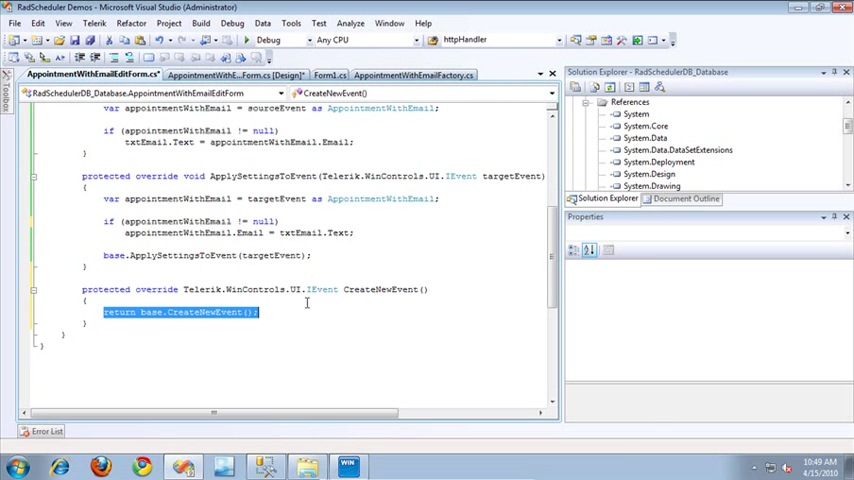 RadScheduler Demos - Microsoft Visual Studio (Administrator)
File Edit View Telerik Refactor Project Build Debug Data Tools Test Analyze Window Help
Debug Any CPU httpHandler
Toolbox
AppointmentWithEmailEditForm.cs* AppointmentWithE...Form.cs [Design]* Form1.cs AppointmentWithEmailFactory.cs
RadSchedulerDB_Database.AppointmentWithEmailEditForm CreateNewEvent()
var appointmentWithEmail = sourceEvent as AppointmentWithEmail;
if (appointmentWithEmail != null)
txtEmail.Text = appointmentWithEmail.Email;
}
protected override void ApplySettingsToEvent(Telerik.WinControls.UI.IEvent targetEvent)
{
var appointmentWithEmail = targetEvent as AppointmentWithEmail;
if (appointmentWithEmail != null)
appointmentWithEmail.Email = txtEmail.Text;
base.ApplySettingsToEvent(targetEvent);
}
protected override Telerik.WinControls.UI.IEvent CreateNewEvent()
{
return base.CreateNewEvent();
}
}
}
Error List
Solution Explorer - RadSchedulerDB_Database
References
System
System.Core
System.Data
System.Data.DataSetExtensions
System.Deployment
System.Design
System.Drawing
Solution Explorer Document Outline
Properties
WIN
10:49 AM
4/15/2010